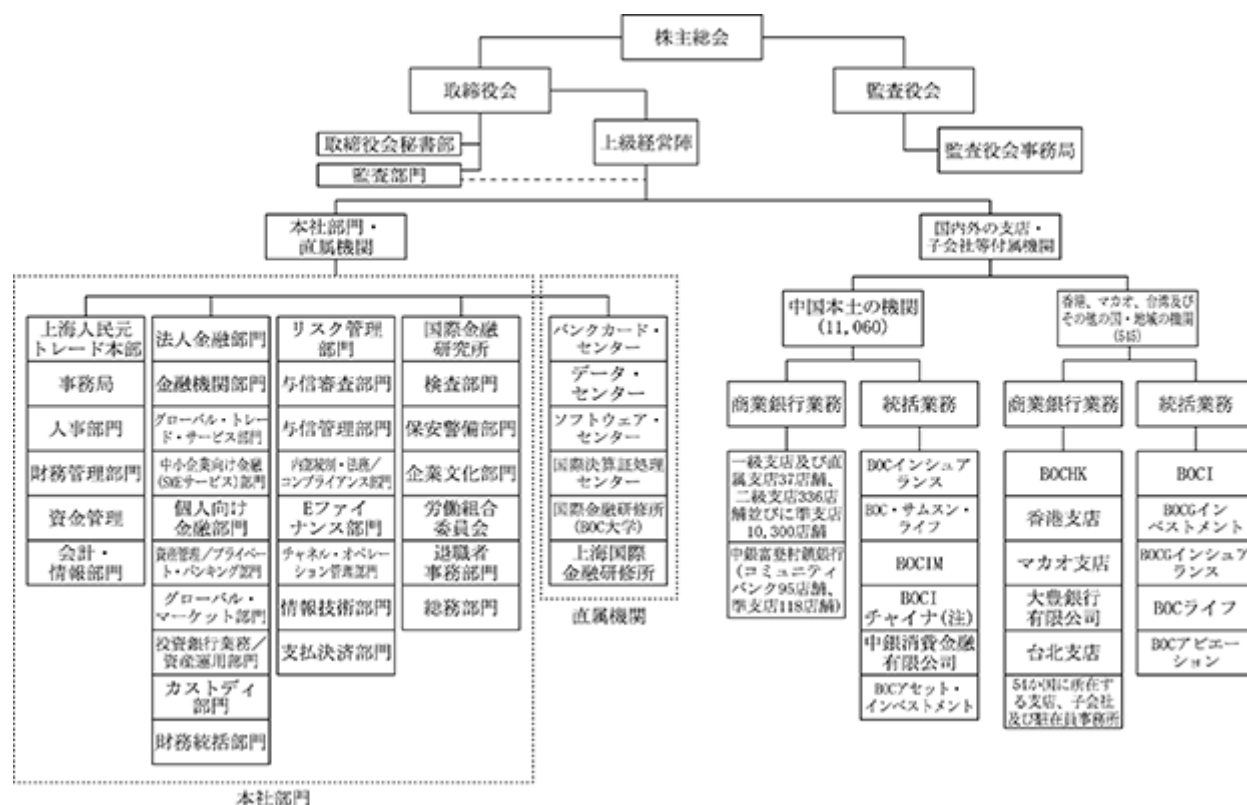 株主総会
取締役会
監査役会
取締役会秘書部
監査部門
上級経営陣
監査役会事務局
本社部門・
直属機関
国内外の支店・
子会社等付属機関
上海人民元
トレード本部
事務局
人事部門
財務管理部門
資金管理
会計・
情報部門
法人金融部門
金融機関部門
グローバル・トレー
ド・サービス部門
中小企業向け金融
(SMEサービス)部門
個人向け
金融部門
資産管理/プライベー
ト・バンキング部門
グローバル・
マーケット部門
投資銀行業務/
資産運用部門
カストディ
部門
財務統括部門
リスク管理
部門
与信審査部門
与信管理部門
内部統制・法務/
コンプライアンス部門
Eファイ
ナンス部門
チャネル・オペレー
ション管理部門
情報技術部門
支払決済部門
国際金融
研究所
検査部門
保安警備部門
企業文化部門
労働組合
委員会
退職者
事務部門
総務部門
本社部門
バンクカード・
センター
データ・
センター
ソフトウェア・
センター
国際決算証処理
センター
国際金融研修所
(BOC大学)
上海国際
金融研修所
直属機関
中国本土の機関
(11,060)
商業銀行業務
一級支店及び直
属支店37店舗、
二級支店336店
舗並びに準支店
10,300店舗
中銀富登村鎮銀行
(コミュニティ
バンク95店舗、
準支店118店舗)
統括業務
BOCインシュア
ランス
BOC・サムスン・
ライフ
BOCIM
BOCI
チャイナ(注)
中銀消費金融
有限公司
BOCアセット・
インベストメント
香港、マカオ、台湾及び
その他の国・地域の機関
(545)
商業銀行業務
BOCHK
香港支店
マカオ支店
大豊銀行
有限公司
台北支店
54か国に所在す
る支店、子会社
及び駐在員事務所
統括業務
BOCI
BOCGイン
ベストメント
BOCGインシュア
ランス
BOCライフ
BOCアビエー
ション